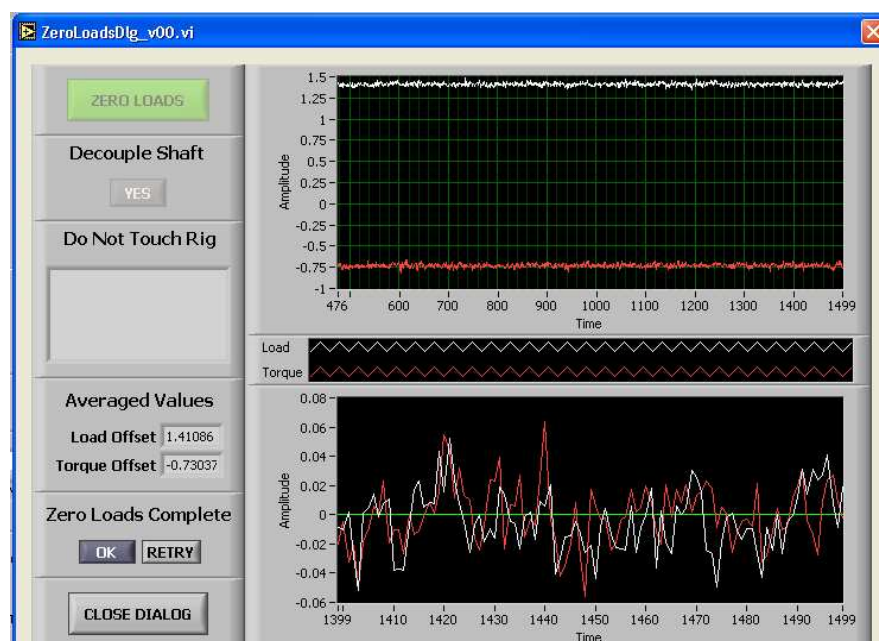 ZeroLoadsDlg_v00.vi
ZERO LOADS
Decouple Shaft
YES
Do Not Touch Rig
Averaged Values
Load Offset 1.41086
Torque Offset -0.73037
Zero Loads Complete
OK RETRY
CLOSE DIALOG
Amplitude
1.5
1.25
1
0.75
0.5
0.25
0
-0.25
-0.5
-0.75
-1
476 600 700 800 900 1000 1100 1200 1300 1400 1499
Time
Load
Torque
Amplitude
0.08
0.06
0.04
0.02
0
-0.02
-0.04
-0.06
1399 1410 1420 1430 1440 1450 1460 1470 1480 1490 1499
Time